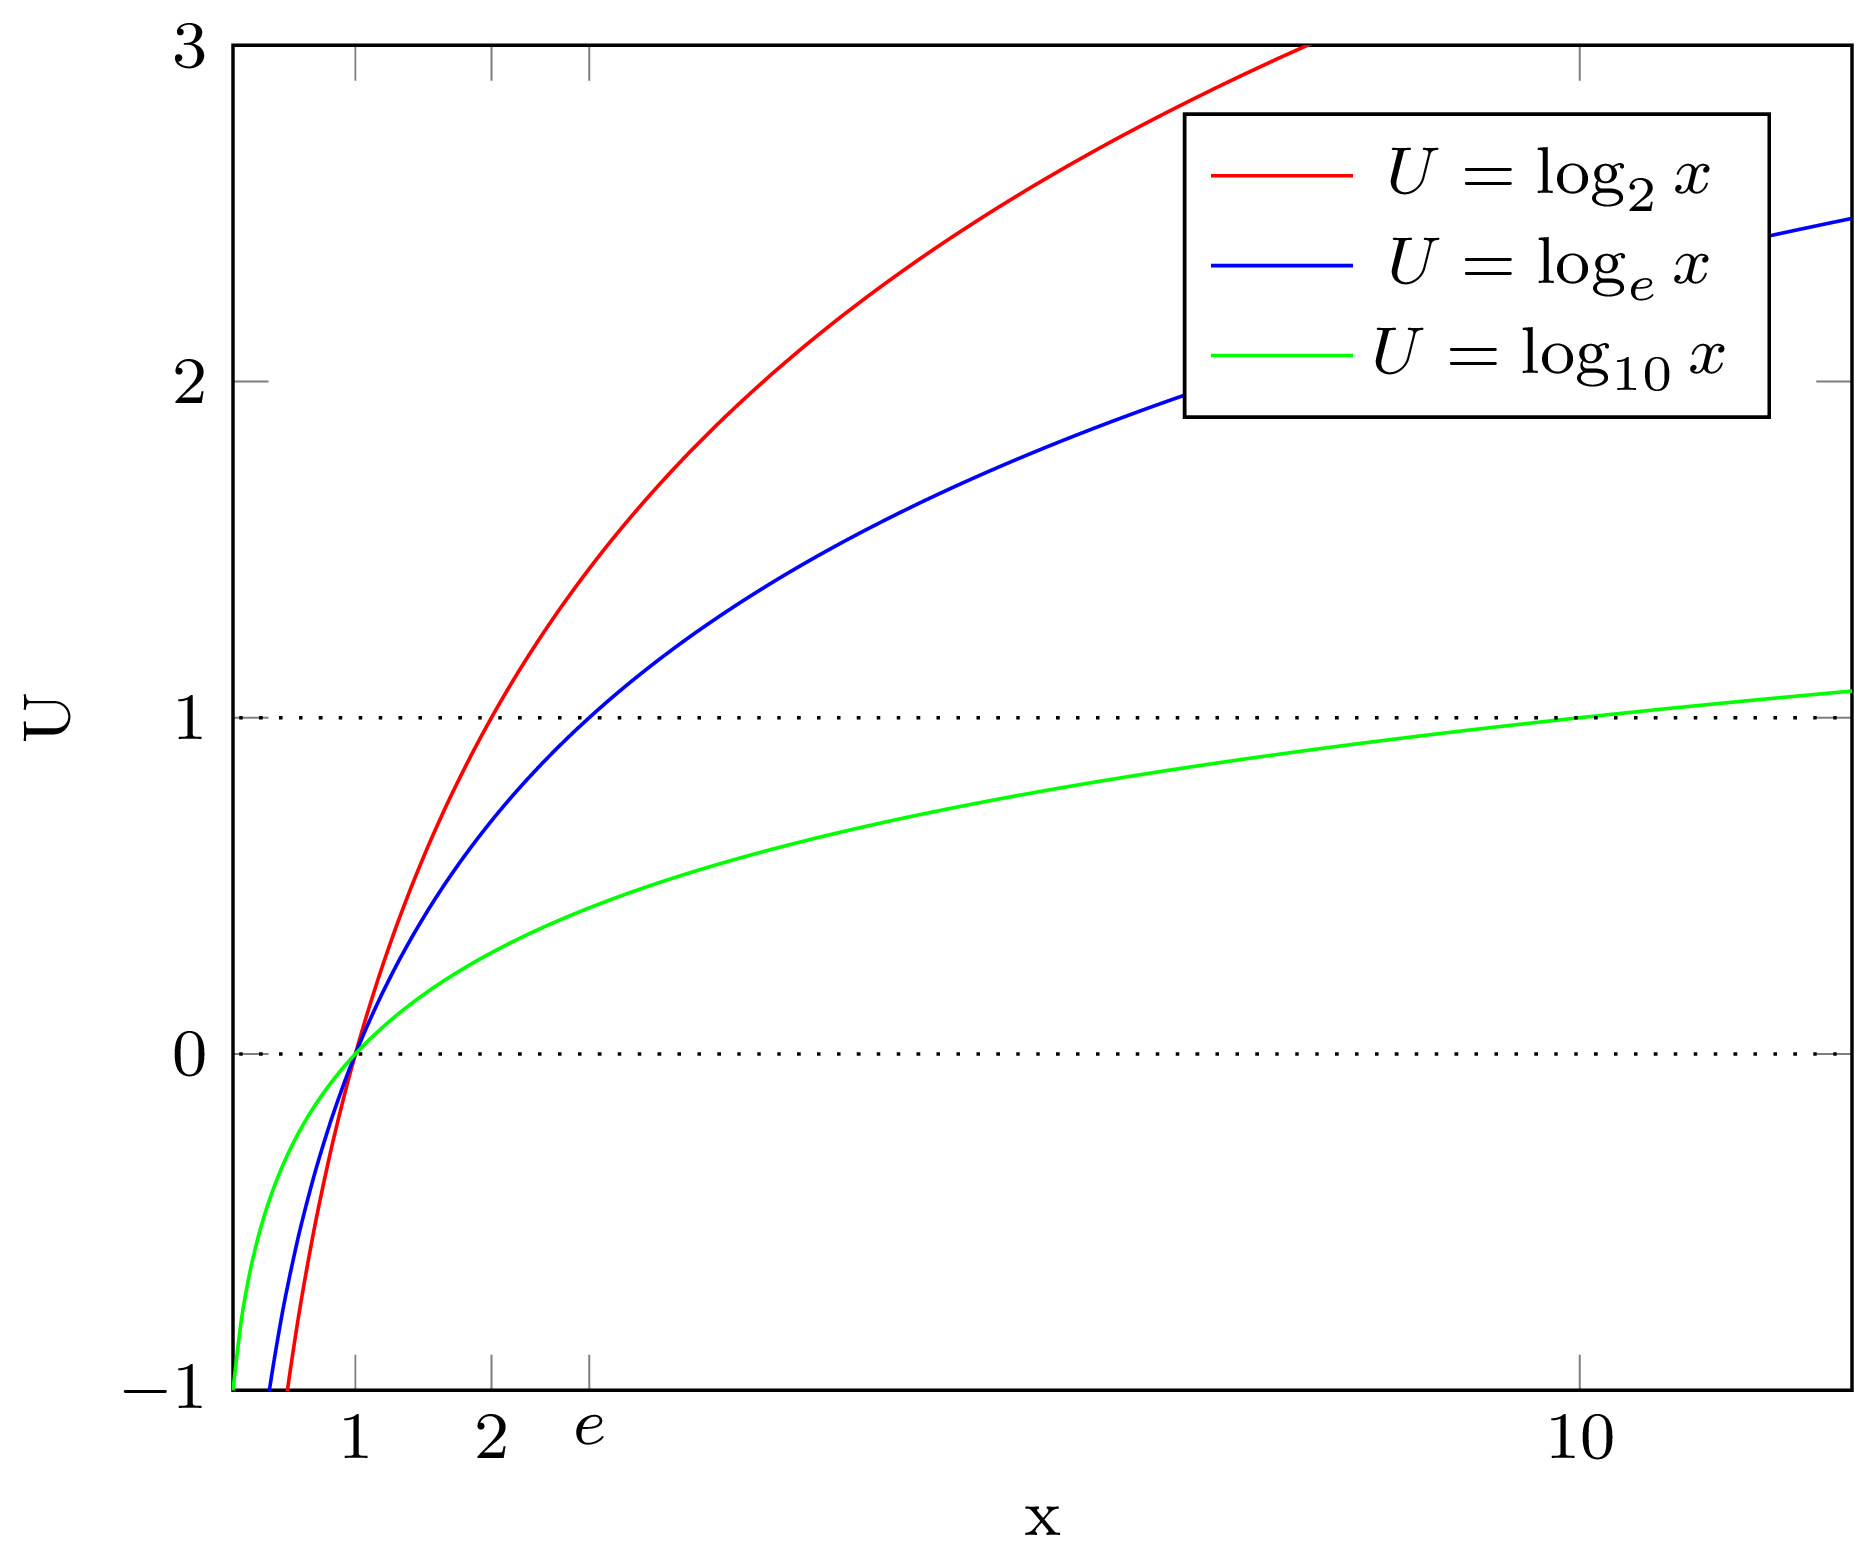 3
2
1
0
−1
U
U = log₂ x
U = logₑ x
U = log₁₀ x
1 2 e 10
x